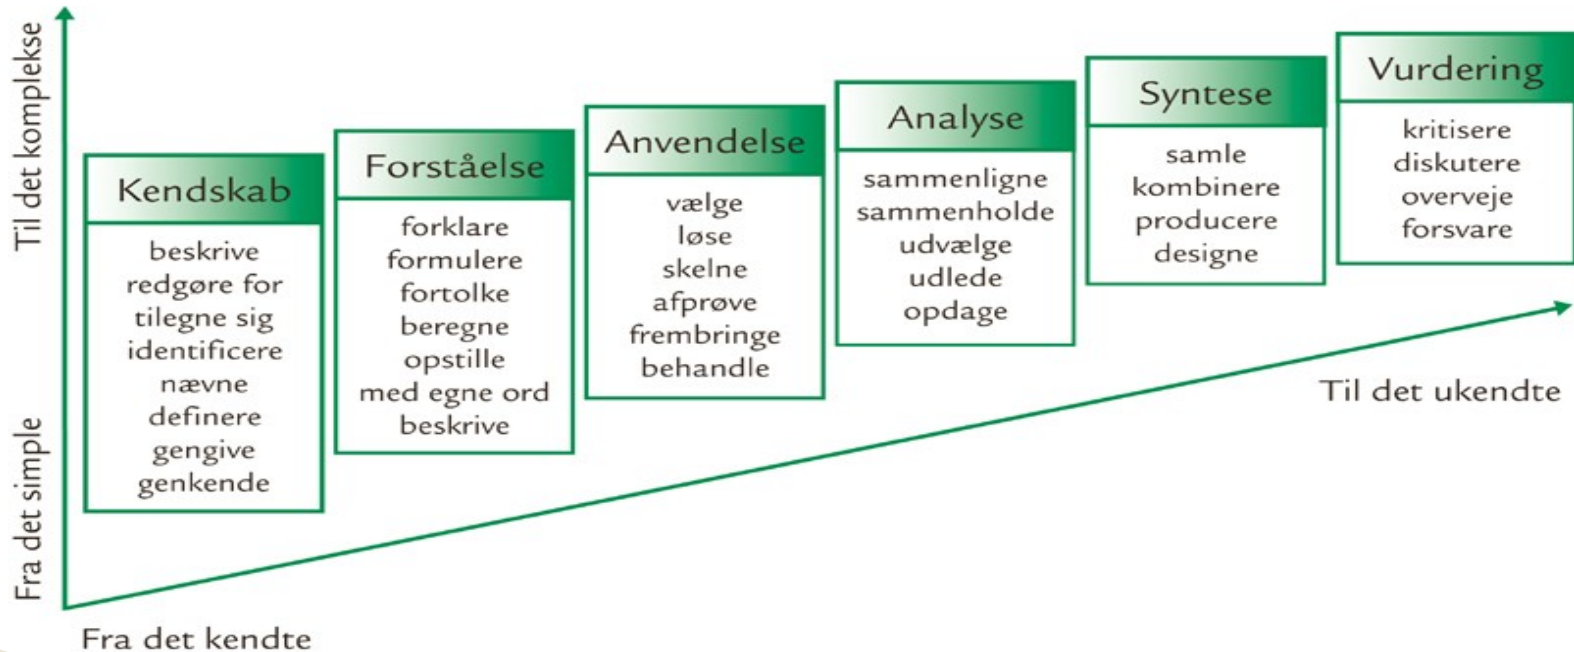 Til det komplekse
Fra det simple
Kendskab
beskrive
redgøre for
tilegne sig
identificere
nævne
definere
gengive
genkende
Forståelse
forklare
formulere
fortolke
beregne
opstille
med egne ord
beskrive
Anvendelse
vælge
løse
skelne
afprøve
frembringe
behandle
Analyse
sammenligne
sammenholde
udvælge
udlede
opdage
Syntese
samle
kombinere
producere
designe
Vurdering
kritisere
diskutere
overveje
forsvare
Til det ukendte
Fra det kendte